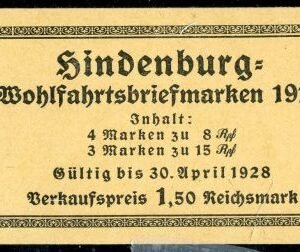 Hindenburg=
Wohlfahrtsbriefmarken 19
Inhalt:
4 Marken zu 8 Rpf
3 Marken zu 15 Rpf
Gültig bis 30. April 1928
Verkaufspreis 1,50 Reichsmark